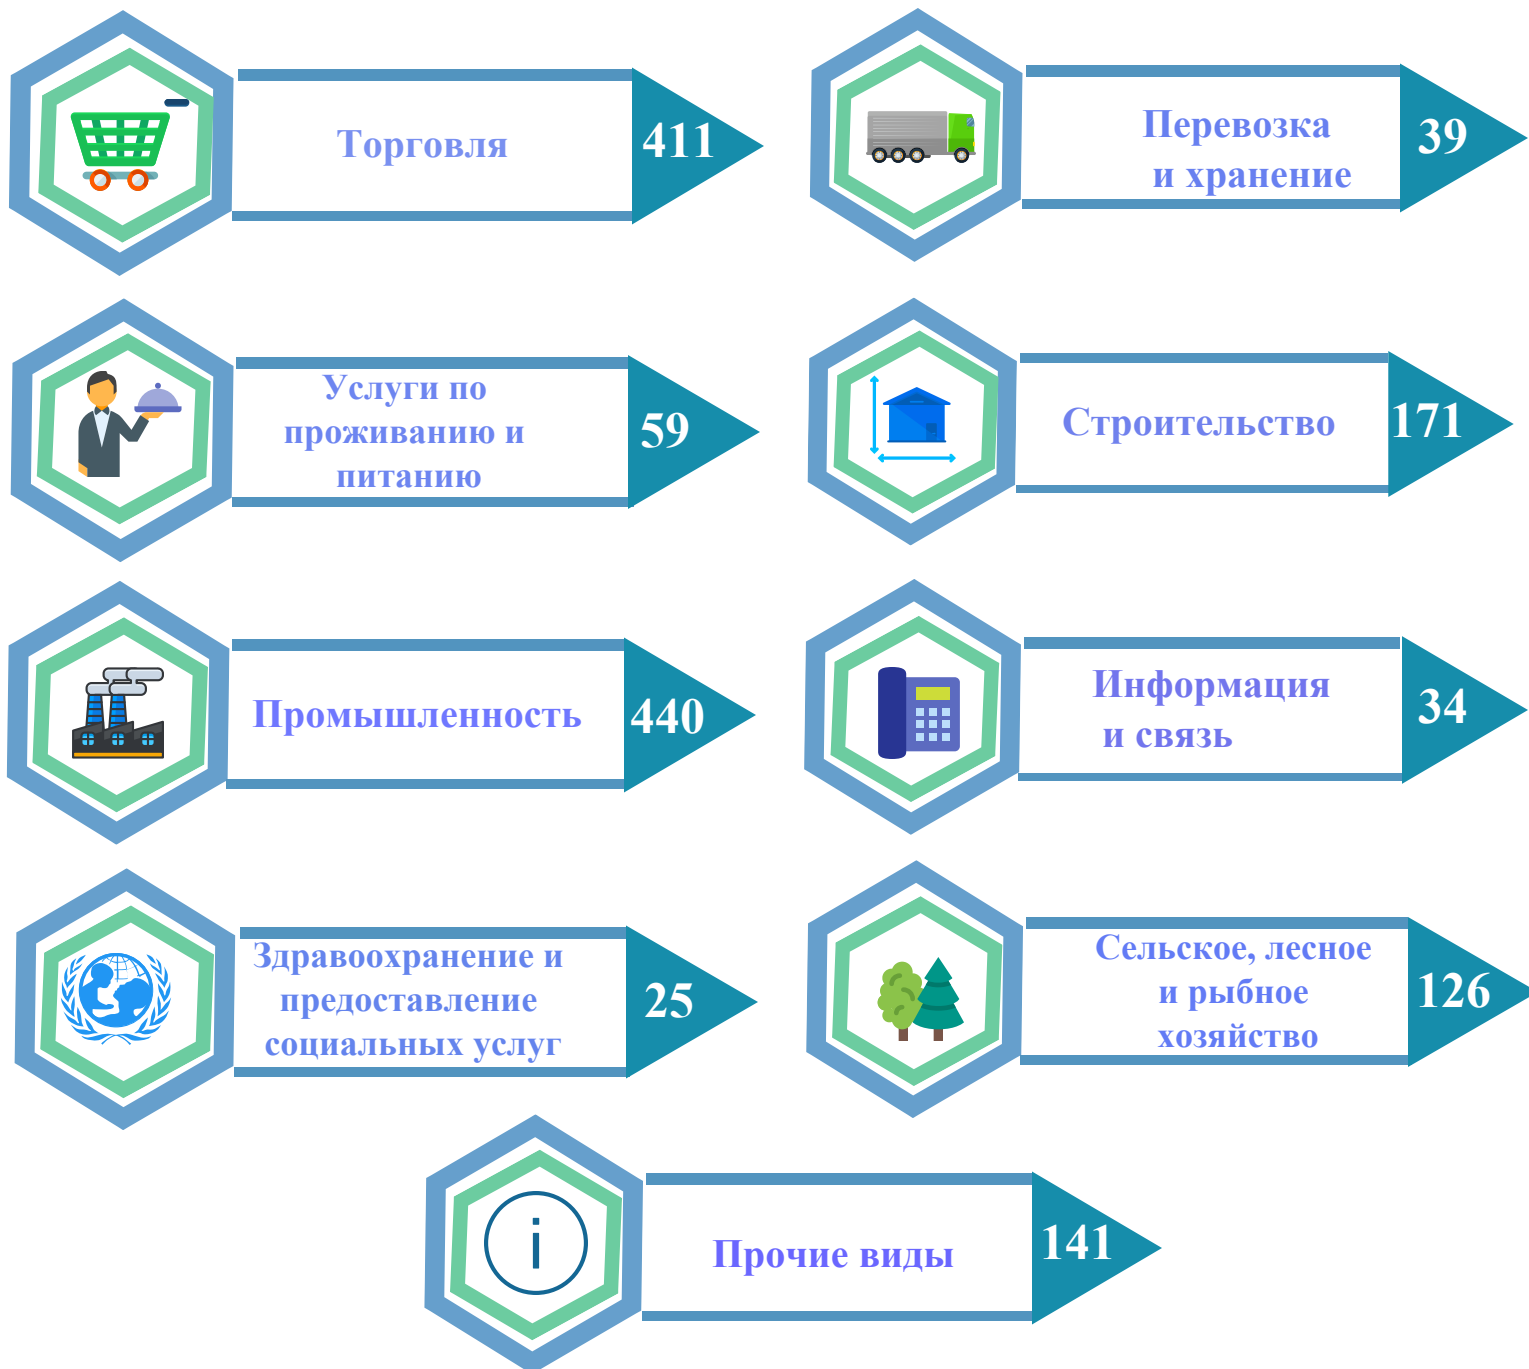 Торговля
411
Перевозка
и хранение
39
Услуги по
проживанию и
питанию
59
Строительство
171
Промышленность
440
Информация
и связь
34
Здравоохранение и
предоставление
социальных услуг
25
Сельское, лесное
и рыбное
хозяйство
126
i
Прочие виды
141